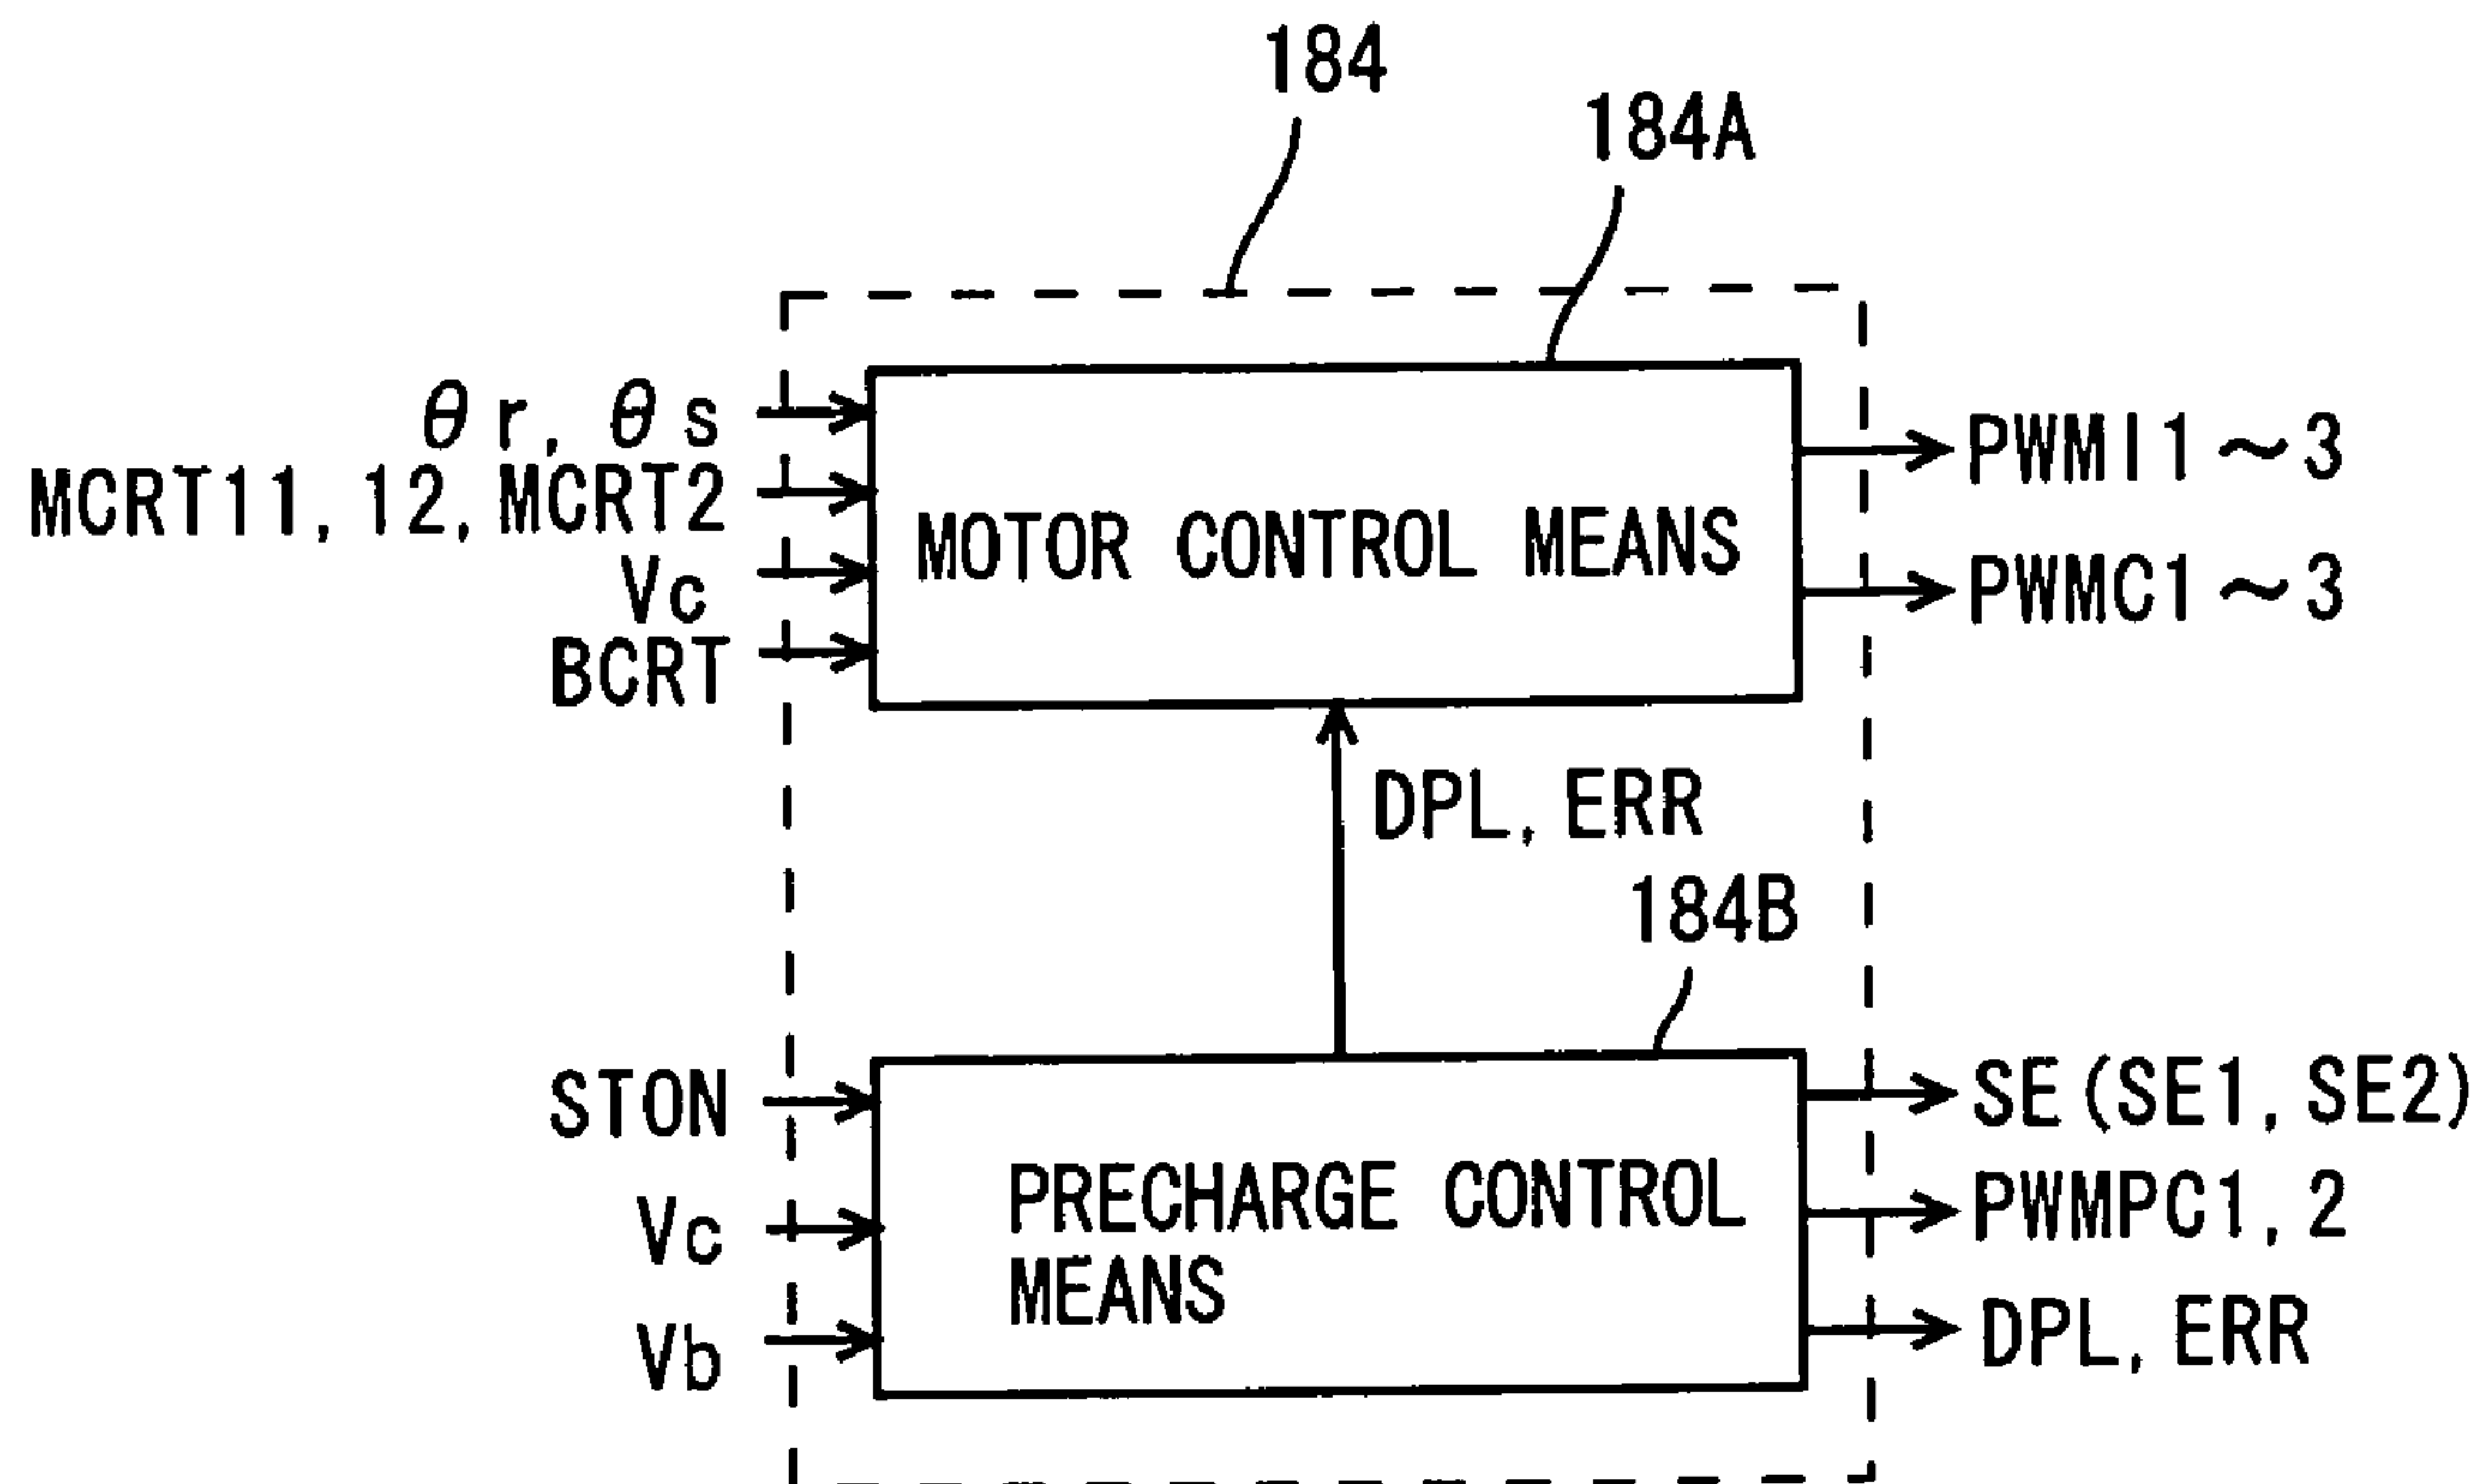 184
184A
θr, θs
MCRT11, 12, MCRT2
Vc
BCRT
MOTOR CONTROL MEANS
PWMI1～3
PWMC1～3
DPL, ERR
184B
STON
Vc
Vb
PRECHARGE CONTROL
MEANS
SE(SE1, SE2)
PWMPC1, 2
DPL, ERR